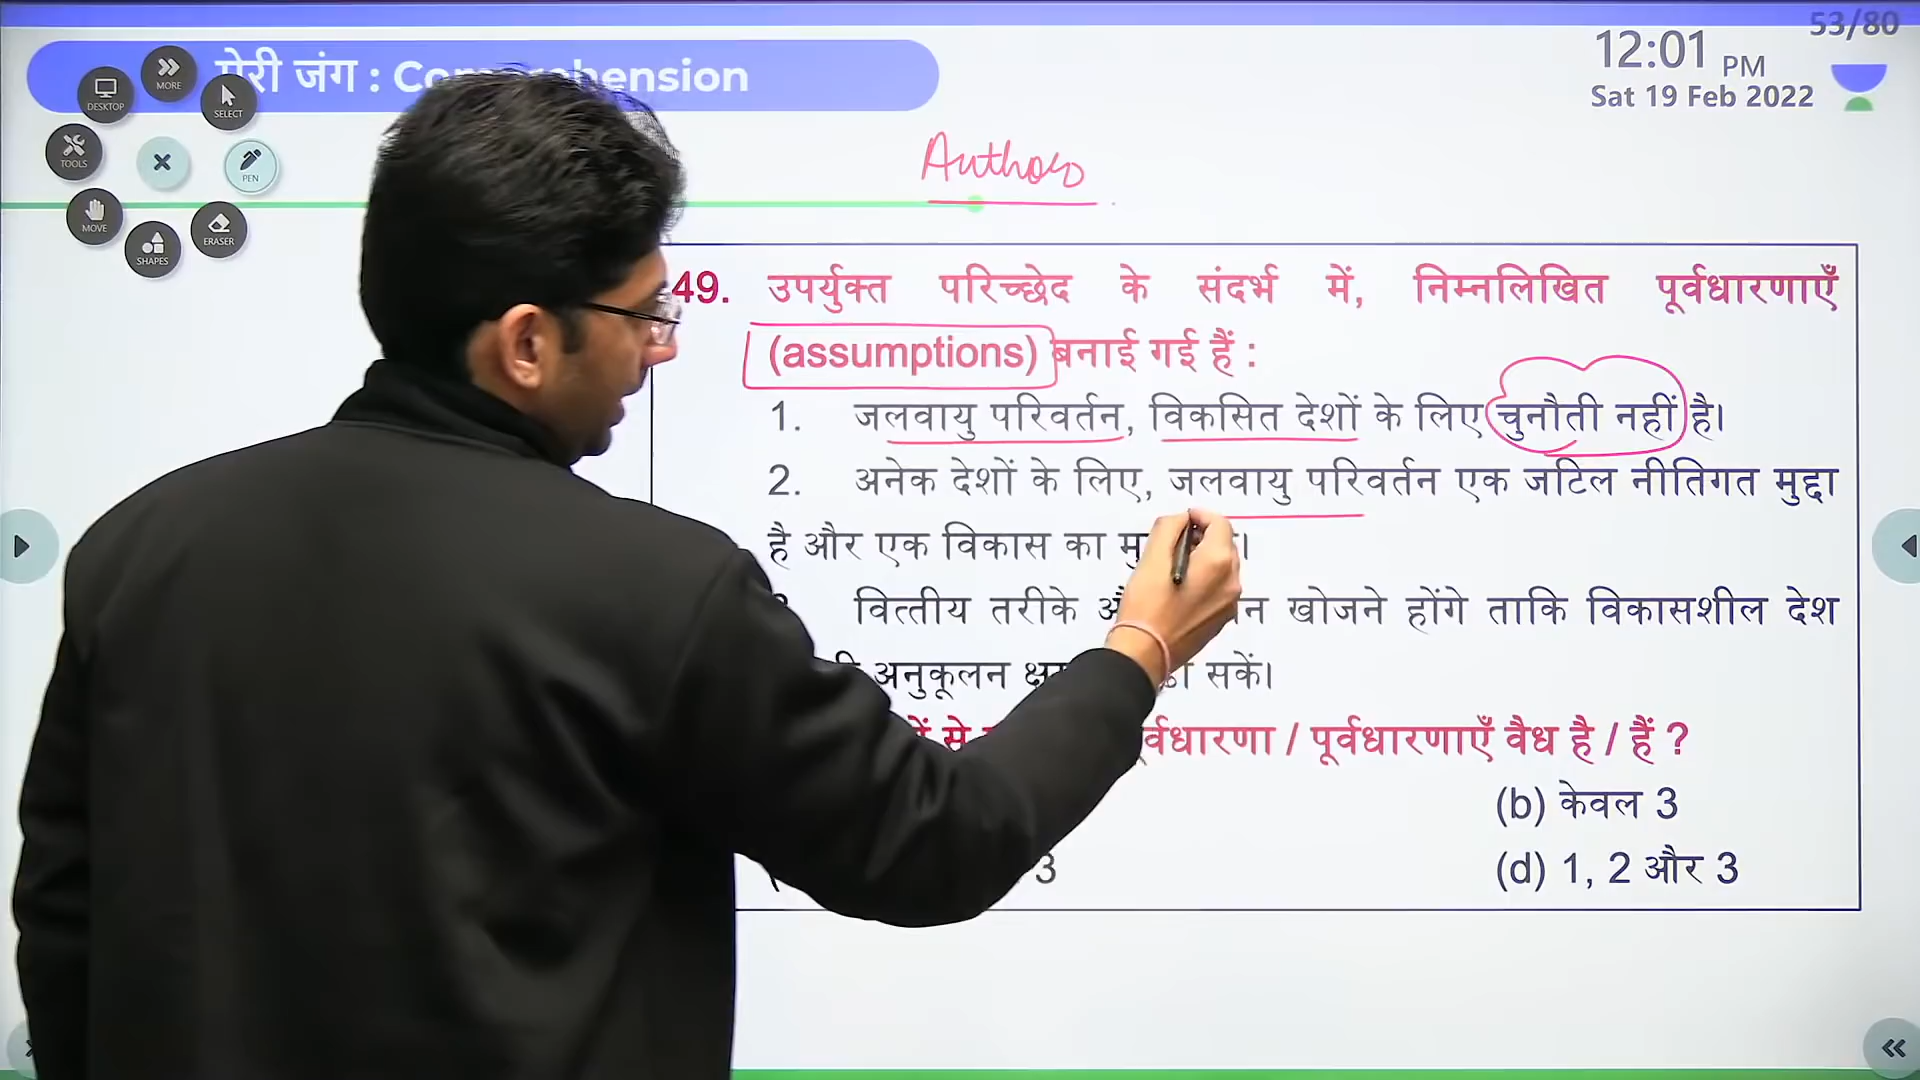 53/80
12:01 PM
Sat 19 Feb 2022
मेरी जंग : Comprehension
MORE
DESKTOP
SELECT
TOOLS
PEN
MOVE
ERASER
SHAPES
49. उपर्युक्त परिच्छेद के संदर्भ में, निम्नलिखित पूर्वधारणाएँ
(assumptions) बनाई गई हैं :
1. जलवायु परिवर्तन, विकसित देशों के लिए चुनौती नहीं है।
2. अनेक देशों के लिए, जलवायु परिवर्तन एक जटिल नीतिगत मुद्दा
है और एक विकास का
वित्तीय तरीके खोजने होंगे ताकि विकासशील देश
अनुकूलन सकें।
से पूर्वधारणा / पूर्वधारणाएँ वैध है / हैं ?
(b) केवल 3
3
(d) 1, 2 और 3